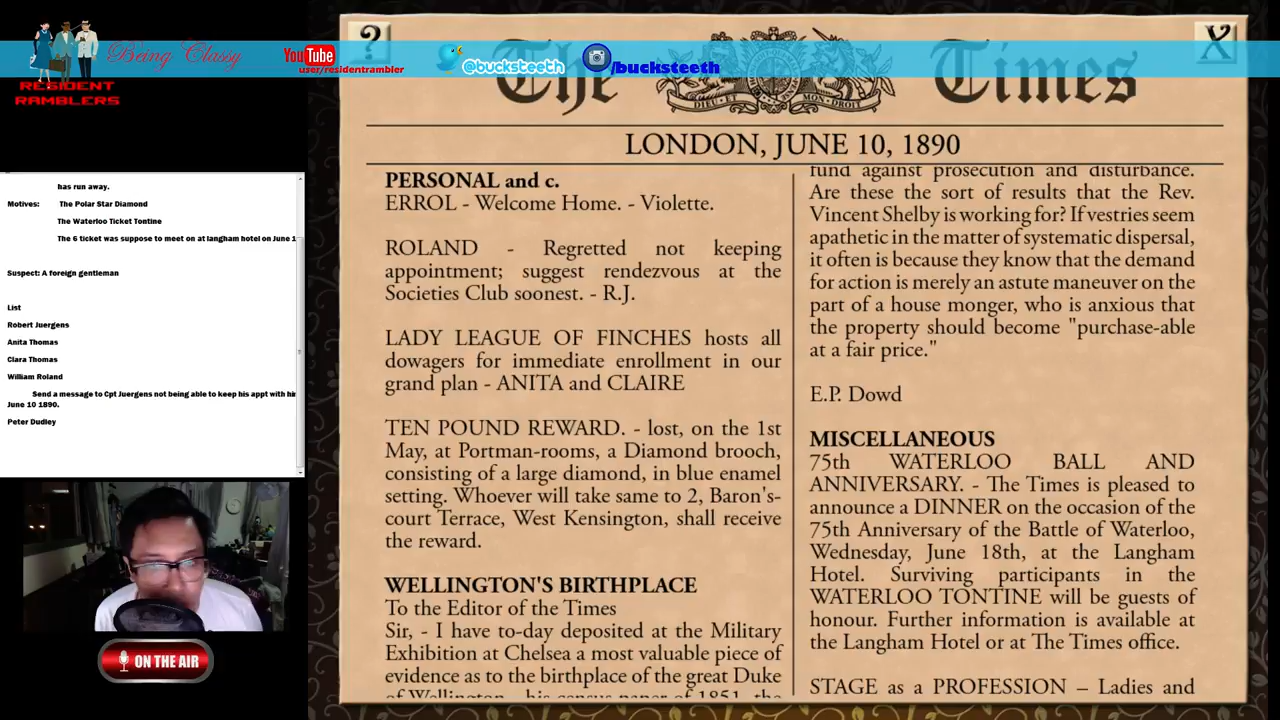 Being Classy
RESIDENT
RAMBLERS
YouTube
user/residentrambler
@bucksteeth
/bucksteeth
has run away.
Motives: The Polar Star Diamond
The Waterloo Ticket Tontine
The 6 ticket was suppose to meet on at langham hotel on June 1
Suspect: A foreign gentleman
List
Robert Juergens
Anita Thomas
Clara Thomas
William Roland
Send a message to Cpt Juergens not being able to keep his appt with hi
June 10 1890.
Peter Dudley
ON THE AIR
?
X
The Times
DIEU ET MON DROIT
LONDON, JUNE 10, 1890
PERSONAL and c.
ERROL - Welcome Home. - Violette.
ROLAND - Regretted not keeping
appointment; suggest rendezvous at the
Societies Club soonest. - R.J.
LADY LEAGUE OF FINCHES hosts all
dowagers for immediate enrollment in our
grand plan - ANITA and CLAIRE
TEN POUND REWARD. - lost, on the 1st
May, at Portman-rooms, a Diamond brooch,
consisting of a large diamond, in blue enamel
setting. Whoever will take same to 2, Baron's-
court Terrace, West Kensington, shall receive
the reward.
WELLINGTON'S BIRTHPLACE
To the Editor of the Times
Sir, - I have to-day deposited at the Military
Exhibition at Chelsea a most valuable piece of
evidence as to the birthplace of the great Duke
of Wellington - his census paper of 1851, the
fund against prosecution and disturbance.
Are these the sort of results that the Rev.
Vincent Shelby is working for? If vestries seem
apathetic in the matter of systematic dispersal,
it often is because they know that the demand
for action is merely an astute maneuver on the
part of a house monger, who is anxious that
the property should become "purchase-able
at a fair price."
E.P. Dowd
MISCELLANEOUS
75th WATERLOO BALL AND
ANNIVERSARY. - The Times is pleased to
announce a DINNER on the occasion of the
75th Anniversary of the Battle of Waterloo,
Wednesday, June 18th, at the Langham
Hotel. Surviving participants in the
WATERLOO TONTINE will be guests of
honour. Further information is available at
the Langham Hotel or at The Times office.
STAGE as a PROFESSION – Ladies and